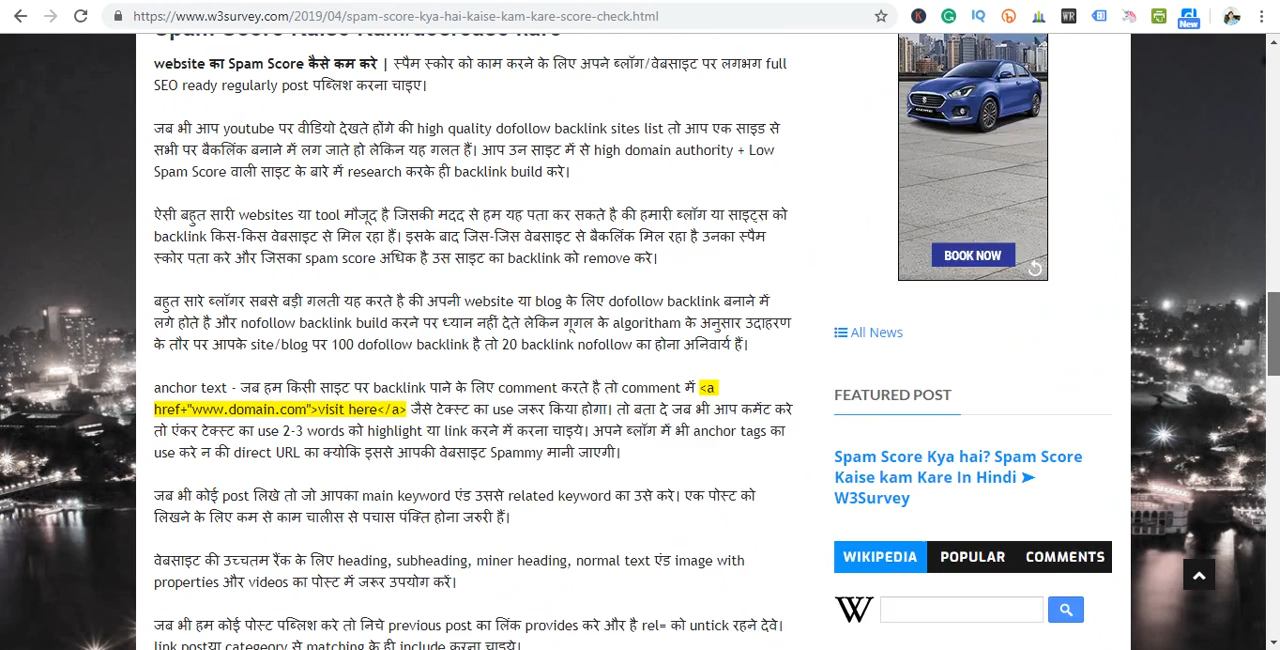 https://www.w3survey.com/2019/04/spam-score-kya-hai-kaise-kam-kare-score-check.html
New
website का Spam Score कैसे कम करे | स्पैम स्कोर को काम करने के लिए अपने ब्लॉग/वेबसाइट पर लगभग full
SEO ready regularly post पब्लिश करना चाइए।
जब भी आप youtube पर वीडियो देखते होंगे की high quality dofollow backlink sites list तो आप एक साइड से
सभी पर बैकलिंक बनाने में लग जाते हो लेकिन यह गलत हैं। आप उन साइट में से high domain authority + Low
Spam Score वाली साइट के बारे में research करके ही backlink build करे।
ऐसी बहुत सारी websites या tool मौजूद है जिसकी मदद से हम यह पता कर सकते है की हमारी ब्लॉग या साइट्स को
backlink किस-किस वेबसाइट से मिल रहा हैं। इसके बाद जिस-जिस वेबसाइट से बैकलिंक मिल रहा है उनका स्पैम
स्कोर पता करे और जिसका spam score अधिक है उस साइट का backlink को remove करे।
बहुत सारे ब्लॉगर सबसे बड़ी गलती यह करते है की अपनी website या blog के लिए dofollow backlink बनाने में
लगे होते है और nofollow backlink build करने पर ध्यान नहीं देते लेकिन गूगल के algoritham के अनुसार उदाहरण
के तौर पर आपके site/blog पर 100 dofollow backlink है तो 20 backlink nofollow का होना अनिवार्य हैं।
anchor text - जब हम किसी साइट पर backlink पाने के लिए comment करते है तो comment में <a
href+"www.domain.com">visit here</a> जैसे टेक्स्ट का use जरूर किया होगा। तो बता दे जब भी आप कमेंट करे
तो एंकर टेक्स्ट का use 2-3 words को highlight या link करने में करना चाइये। अपने ब्लॉग में भी anchor tags का
use करे न की direct URL का क्योकि इससे आपकी वेबसाइट Spammy मानी जाएगी।
जब भी कोई post लिखे तो जो आपका main keyword एंड उससे related keyword का उसे करे। एक पोस्ट को
लिखने के लिए कम से काम चालीस से पचास पंक्ति होना जरुरी हैं।
वेबसाइट की उच्चतम रैंक के लिए heading, subheading, miner heading, normal text एंड image with
properties और videos का पोस्ट में जरूर उपयोग करें।
जब भी हम कोई पोस्ट पब्लिश करे तो निचे previous post का लिंक provides करे और है rel= को untick रहने देवे।
link postया categeory से matching के ही include करना चाइये।
BOOK NOW
All News
FEATURED POST
Spam Score Kya hai? Spam Score
Kaise kam Kare In Hindi ➤
W3Survey
WIKIPEDIA POPULAR COMMENTS